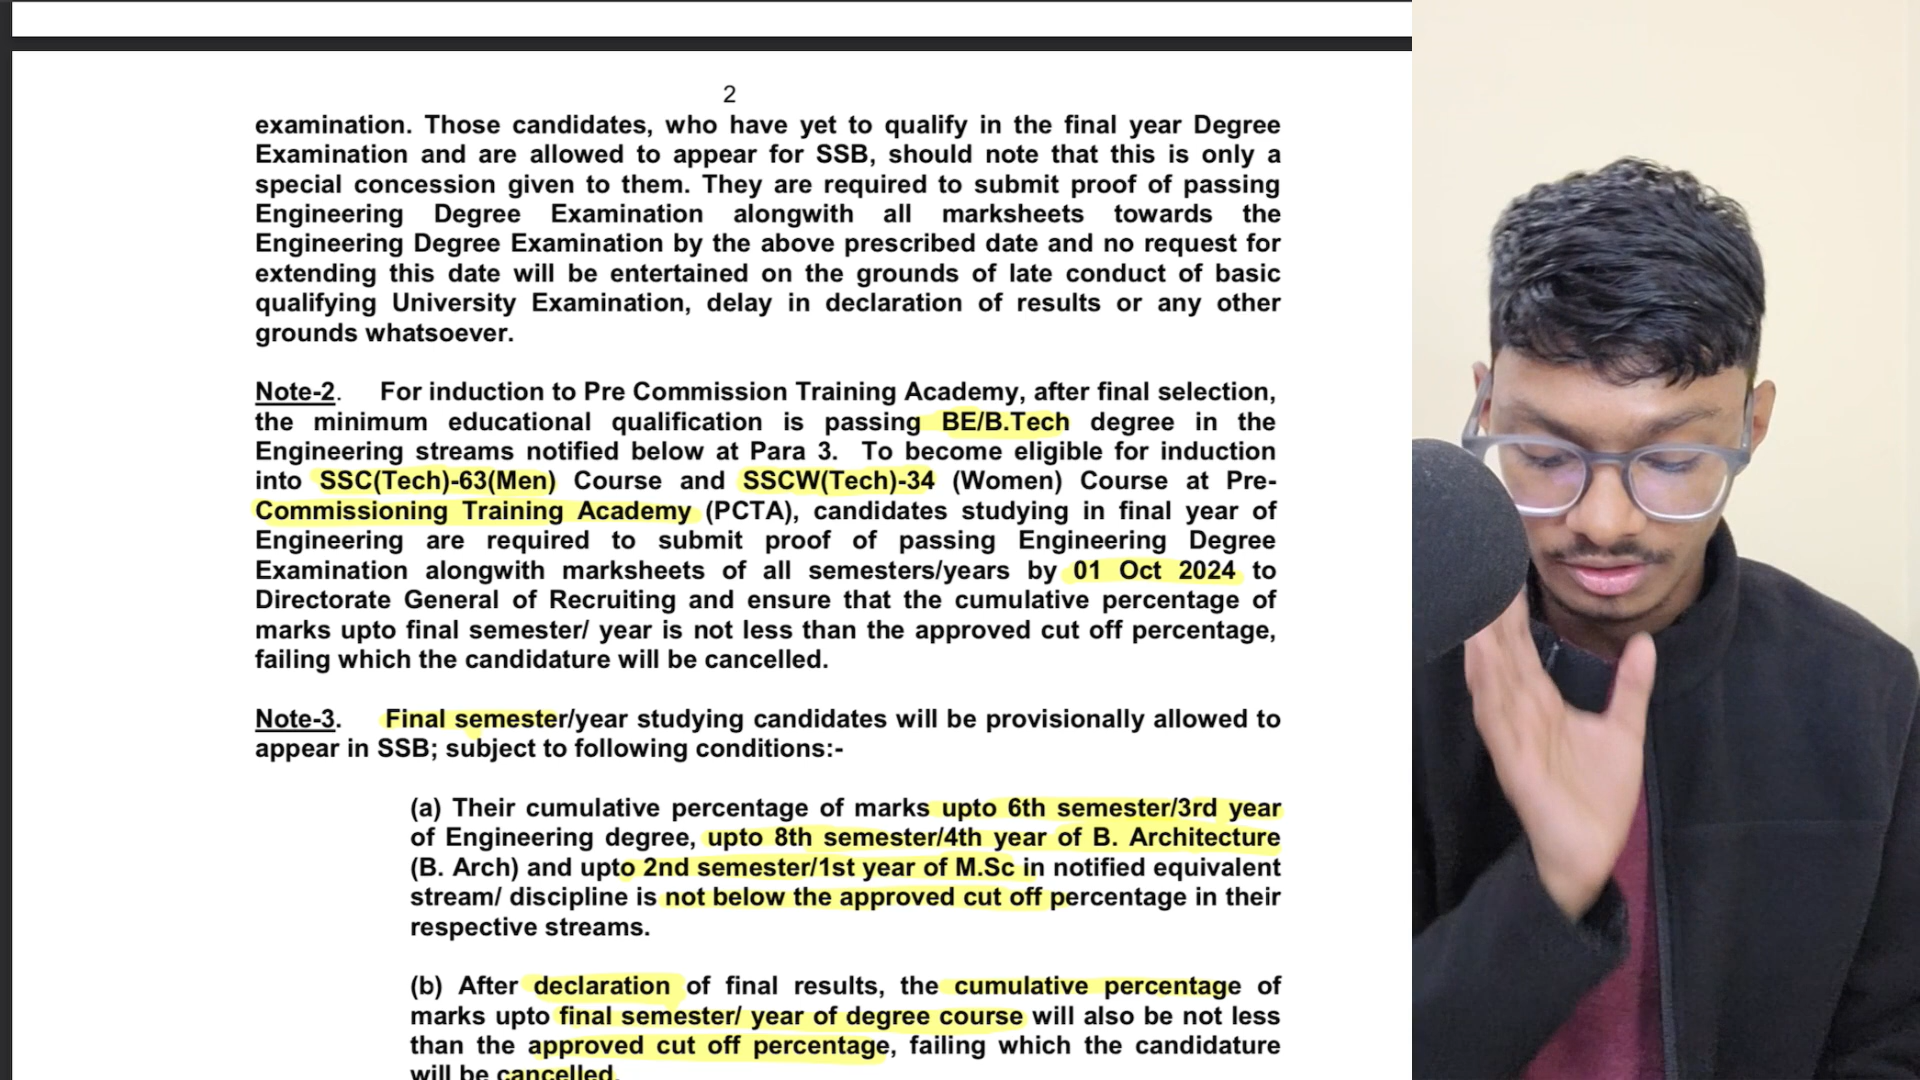 2
examination. Those candidates, who have yet to qualify in the final year Degree
Examination and are allowed to appear for SSB, should note that this is only a
special concession given to them. They are required to submit proof of passing
Engineering Degree Examination alongwith all marksheets towards the
Engineering Degree Examination by the above prescribed date and no request for
extending this date will be entertained on the grounds of late conduct of basic
qualifying University Examination, delay in declaration of results or any other
grounds whatsoever.
Note-2. For induction to Pre Commission Training Academy, after final selection,
the minimum educational qualification is passing BE/B.Tech degree in the
Engineering streams notified below at Para 3. To become eligible for induction
into SSC(Tech)-63(Men) Course and SSCW(Tech)-34 (Women) Course at Pre-
Commissioning Training Academy (PCTA), candidates studying in final year of
Engineering are required to submit proof of passing Engineering Degree
Examination alongwith marksheets of all semesters/years by 01 Oct 2024 to
Directorate General of Recruiting and ensure that the cumulative percentage of
marks upto final semester/ year is not less than the approved cut off percentage,
failing which the candidature will be cancelled.
Note-3. Final semester/year studying candidates will be provisionally allowed to
appear in SSB; subject to following conditions:-
(a) Their cumulative percentage of marks upto 6th semester/3rd year
of Engineering degree, upto 8th semester/4th year of B. Architecture
(B. Arch) and upto 2nd semester/1st year of M.Sc in notified equivalent
stream/ discipline is not below the approved cut off percentage in their
respective streams.
(b) After declaration of final results, the cumulative percentage of
marks upto final semester/ year of degree course will also be not less
than the approved cut off percentage, failing which the candidature
will be cancelled.